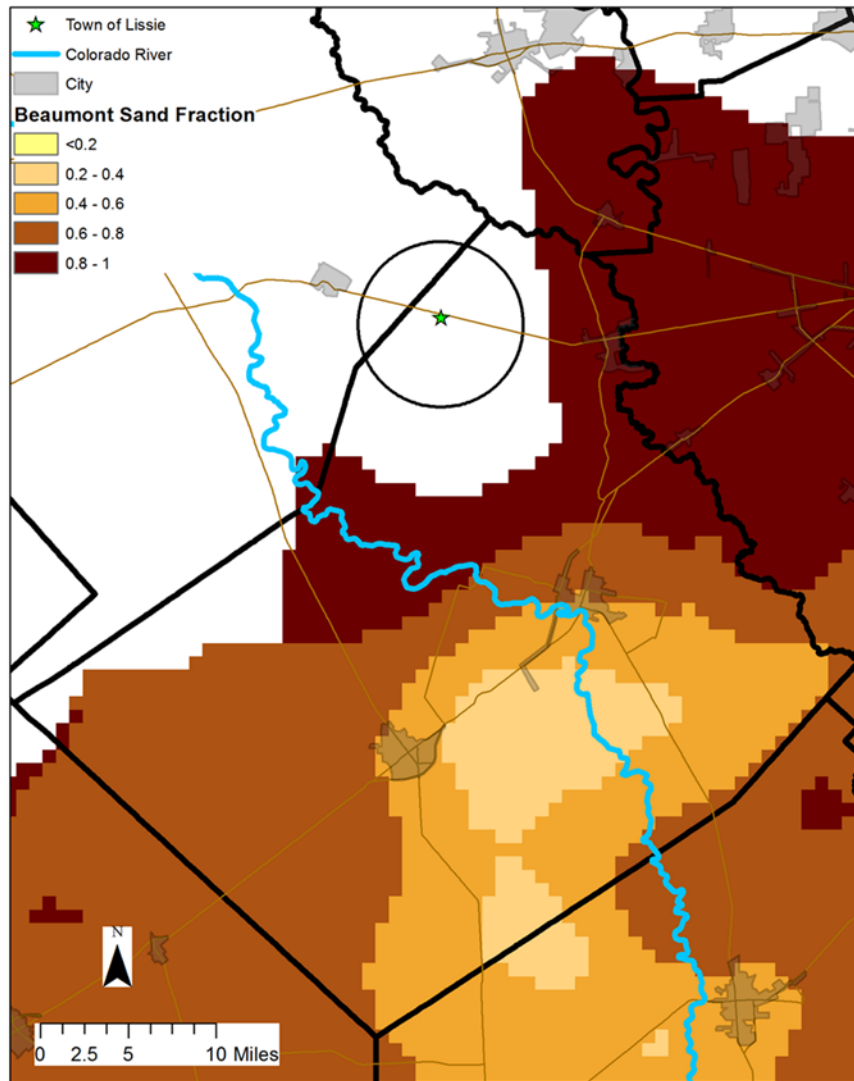 Town of Lissie
Colorado River
City
Beaumont Sand Fraction
<0.2
0.2 - 0.4
0.4 - 0.6
0.6 - 0.8
0.8 - 1
N
0 2.5 5 10 Miles